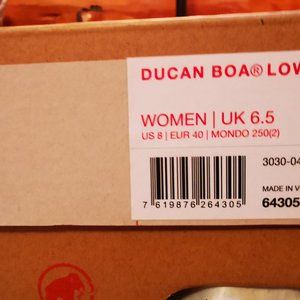 DUCAN BOA® LOW
WOMEN | UK 6.5
US 8 | EUR 40 | MONDO 250(2)
3030-04
7 619876 264305
MADE IN V
64305